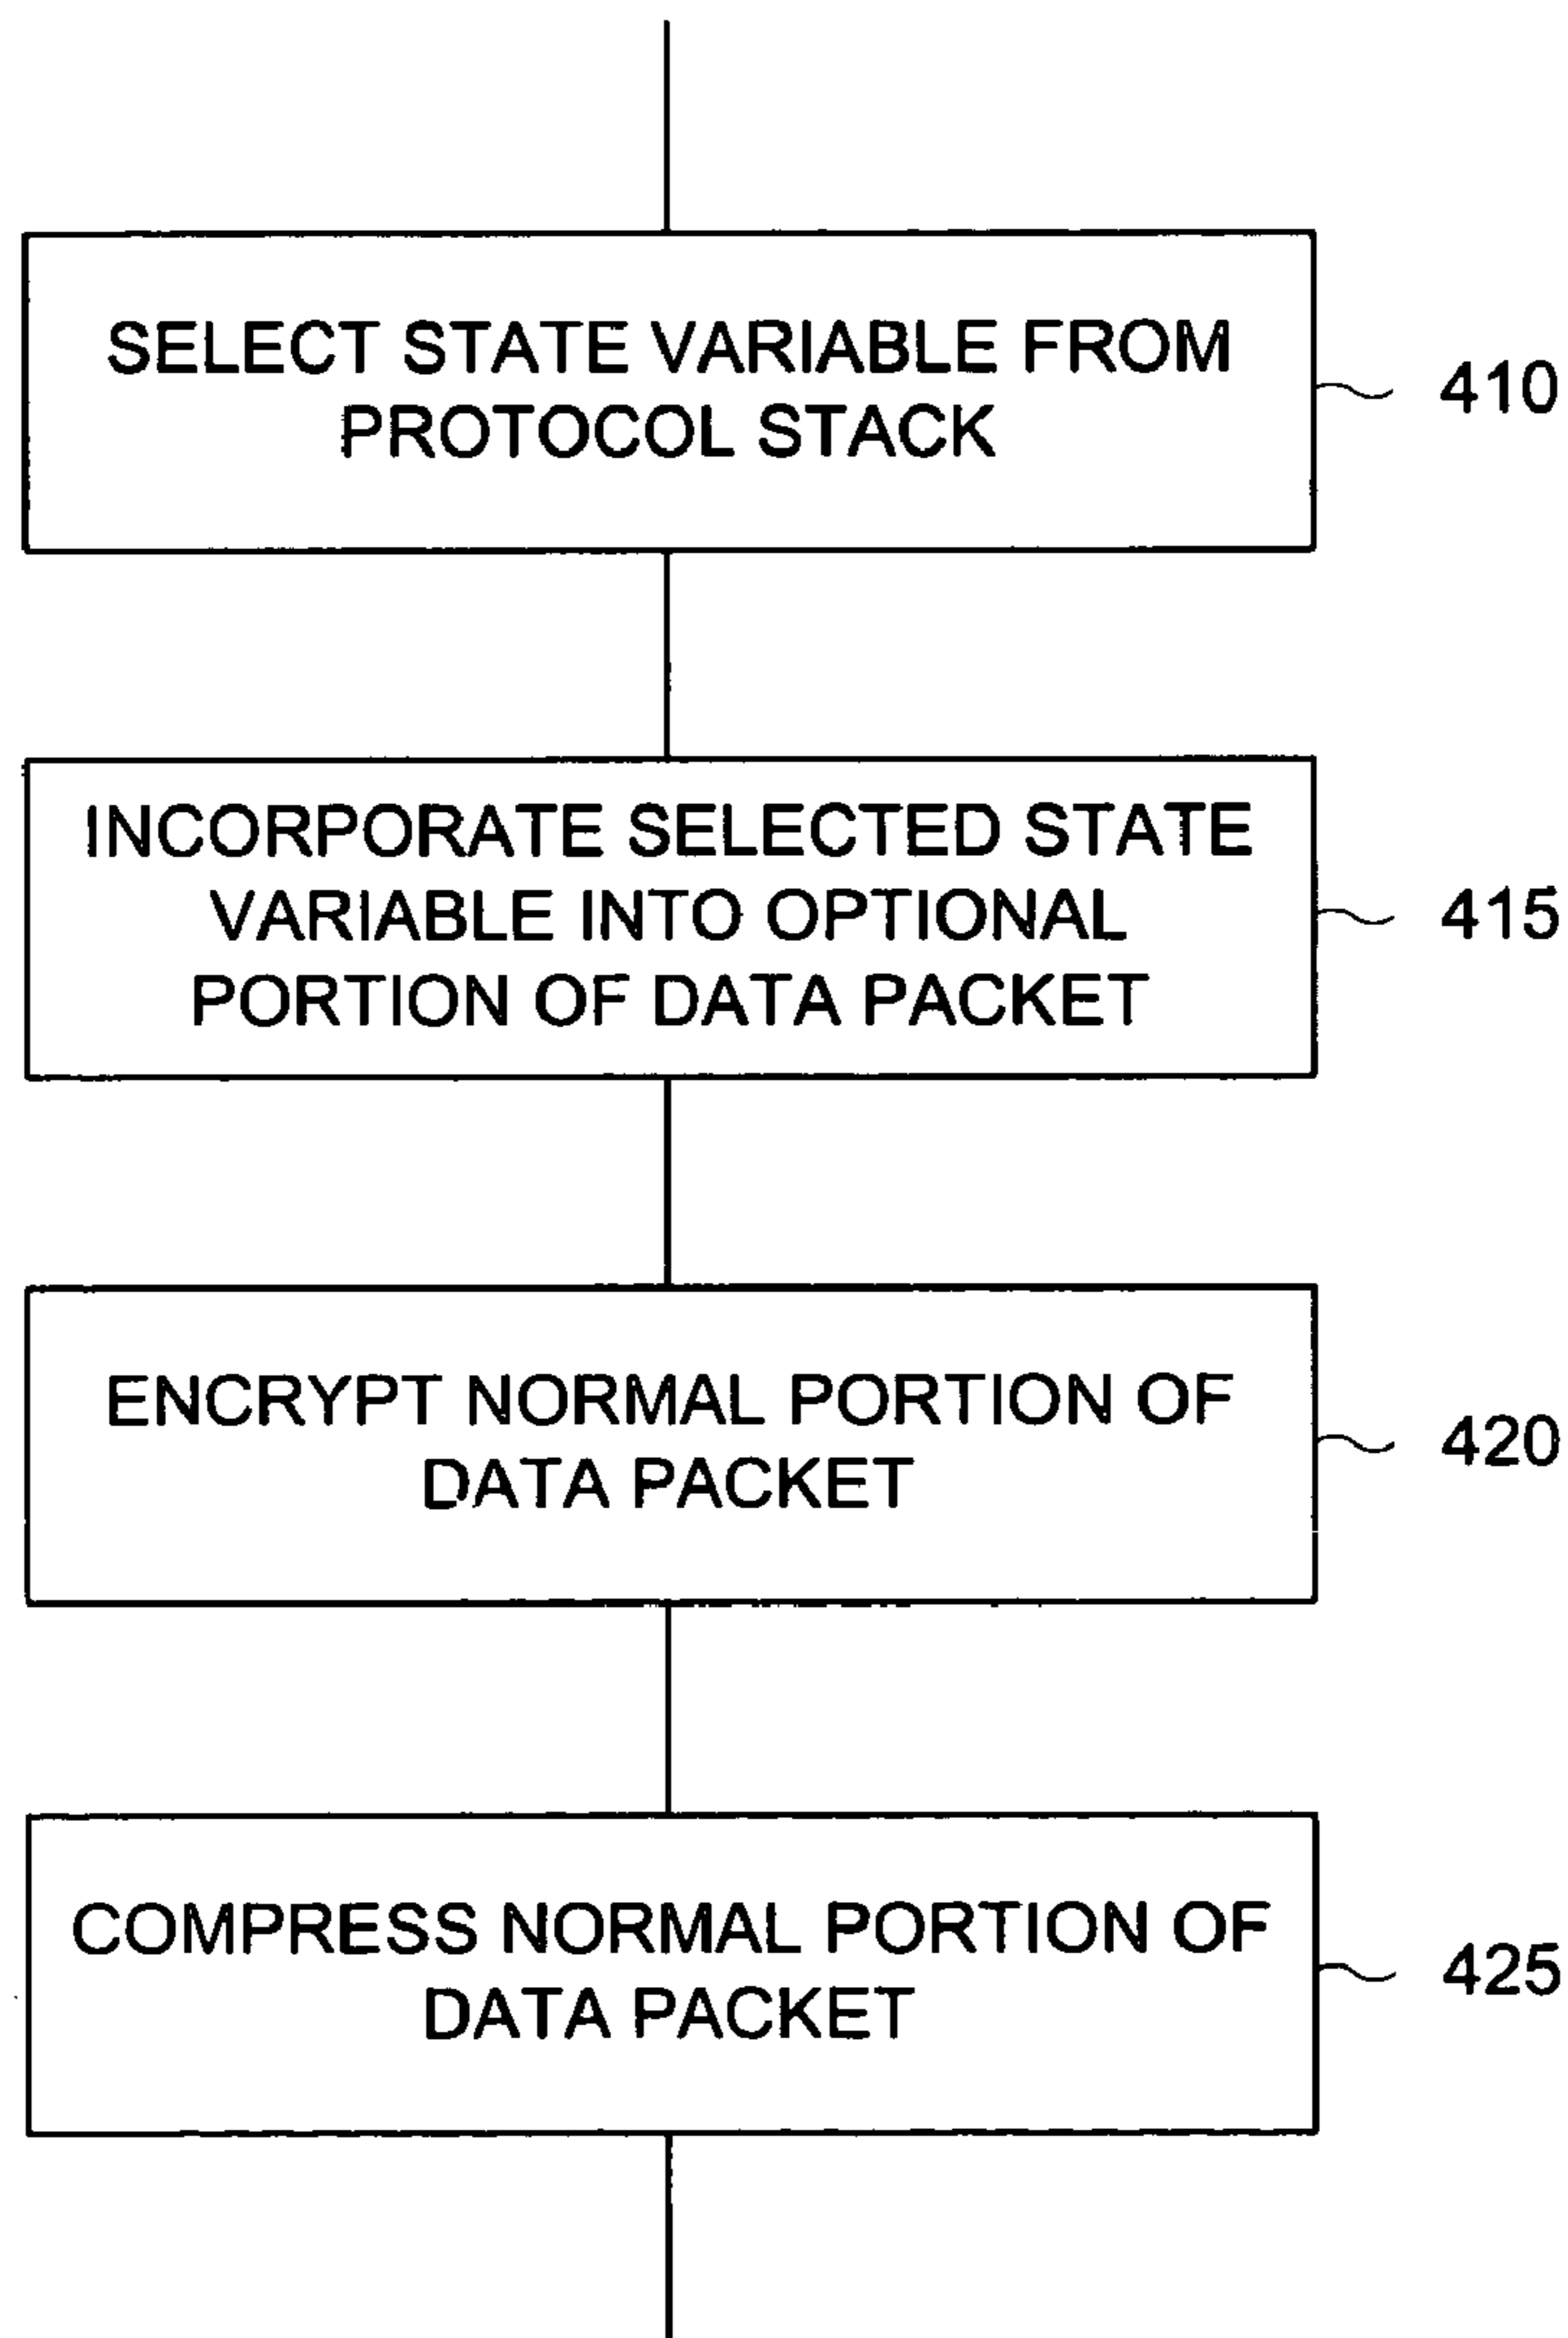 SELECT STATE VARIABLE FROM
PROTOCOL STACK
410
INCORPORATE SELECTED STATE
VARIABLE INTO OPTIONAL
PORTION OF DATA PACKET
415
ENCRYPT NORMAL PORTION OF
DATA PACKET
420
COMPRESS NORMAL PORTION OF
DATA PACKET
425